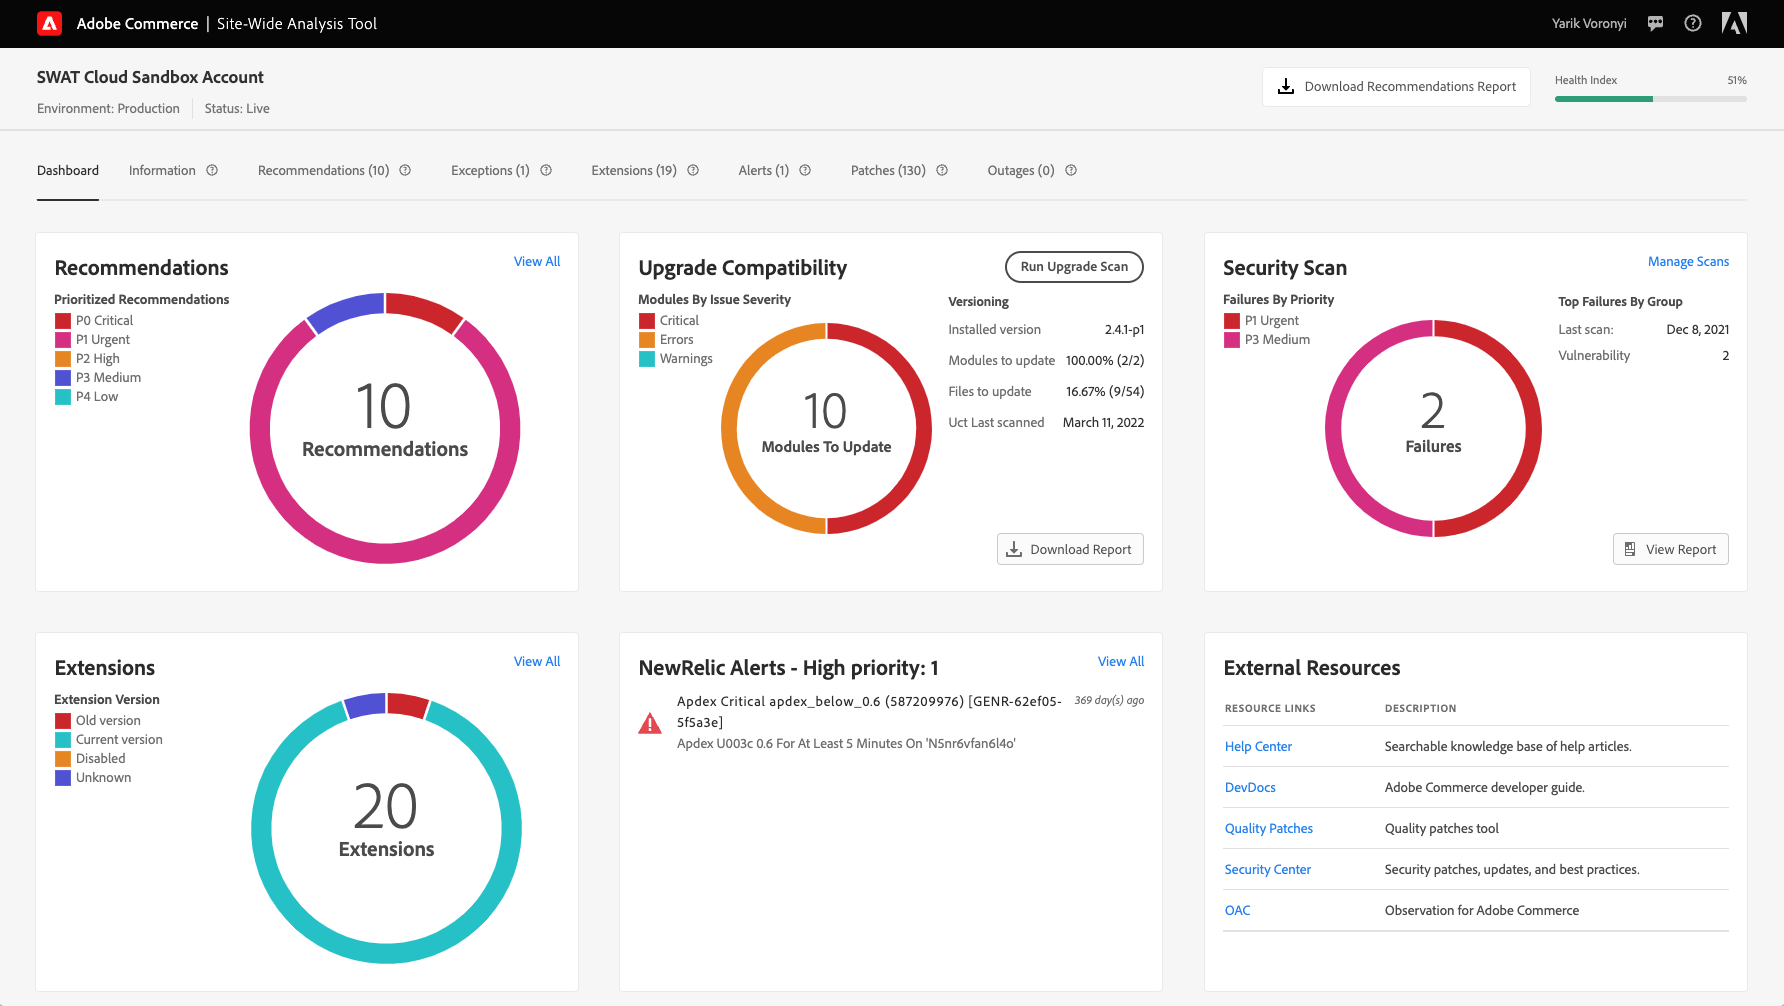 Adobe Commerce | Site-Wide Analysis Tool
Yarik Voronyi
SWAT Cloud Sandbox Account
Environment: Production
Status: Live
Download Recommendations Report
Health Index
51%
Dashboard
Information
Recommendations (10)
Exceptions (1)
Extensions (19)
Alerts (1)
Patches (130)
Outages (0)
Recommendations
View All
Prioritized Recommendations
P0 Critical
P1 Urgent
P2 High
P3 Medium
P4 Low
10
Recommendations
Upgrade Compatibility
Run Upgrade Scan
Modules By Issue Severity
Critical
Errors
Warnings
10
Modules To Update
Versioning
Installed version 2.4.1-p1
Modules to update 100.00% (2/2)
Files to update 16.67% (9/54)
Uct Last scanned March 11, 2022
Download Report
Security Scan
Manage Scans
Failures By Priority
P1 Urgent
P3 Medium
2
Failures
Top Failures By Group
Last scan: Dec 8, 2021
Vulnerability 2
View Report
Extensions
View All
Extension Version
Old version
Current version
Disabled
Unknown
20
Extensions
NewRelic Alerts - High priority: 1
View All
Apdex Critical apdex_below_0.6 (587209976) [GENR-62ef05-
5f5a3e]
369 day(s) ago
Apdex U003c 0.6 For At Least 5 Minutes On 'N5nr6vfan6l4o'
External Resources
RESOURCE LINKS DESCRIPTION
Help Center Searchable knowledge base of help articles.
DevDocs Adobe Commerce developer guide.
Quality Patches Quality patches tool
Security Center Security patches, updates, and best practices.
OAC Observation for Adobe Commerce